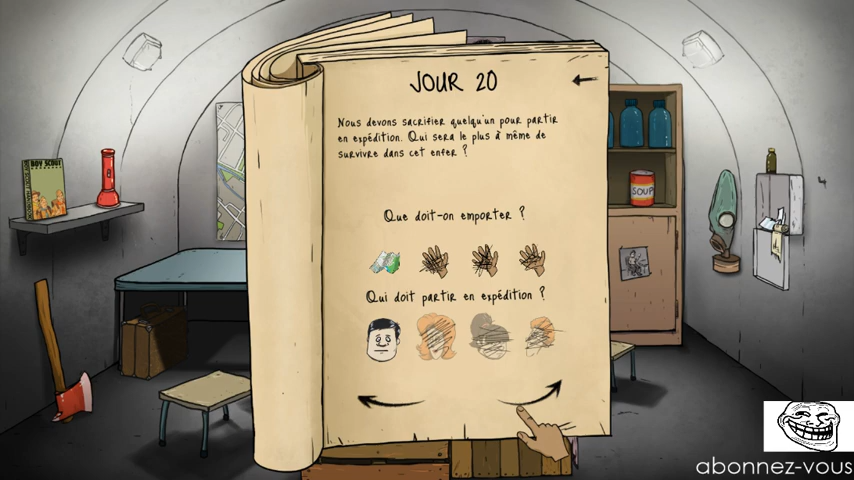 JOUR 20
Nous devons sacrifier quelqu'un pour partir
en expédition. Qui sera le plus à même de
survivre dans cet enfer ?
Que doit-on emporter ?
Qui doit partir en expédition ?
BOY SCOUT
SOUP
abonnez-vous